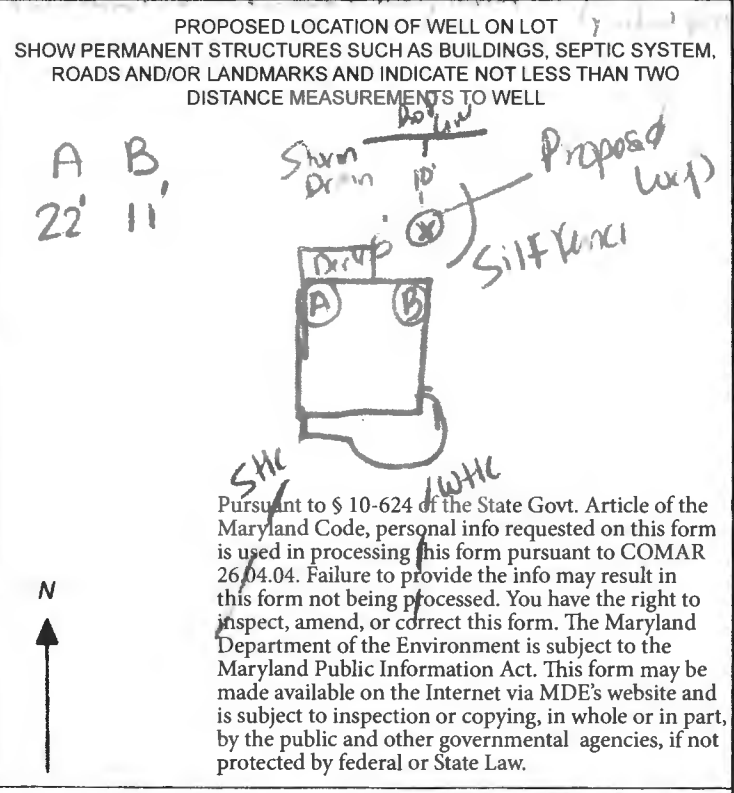 PROPOSED LOCATION OF WELL ON LOT
SHOW PERMANENT STRUCTURES SUCH AS BUILDINGS, SEPTIC SYSTEM,
ROADS AND/OR LANDMARKS AND INDICATE NOT LESS THAN TWO
DISTANCE MEASUREMENTS TO WELL
A B
22' 11'
10'
Proposed
Silt Fence
A B
SHC
WHC
Pursuant to § 10-624 of the State Govt. Article of the
Maryland Code, personal info requested on this form
is used in processing this form pursuant to COMAR
26.04.04. Failure to provide the info may result in
this form not being processed. You have the right to
inspect, amend, or correct this form. The Maryland
Department of the Environment is subject to the
Maryland Public Information Act. This form may be
made available on the Internet via MDE's website and
is subject to inspection or copying, in whole or in part,
by the public and other governmental agencies, if not
protected by federal or State Law.
N